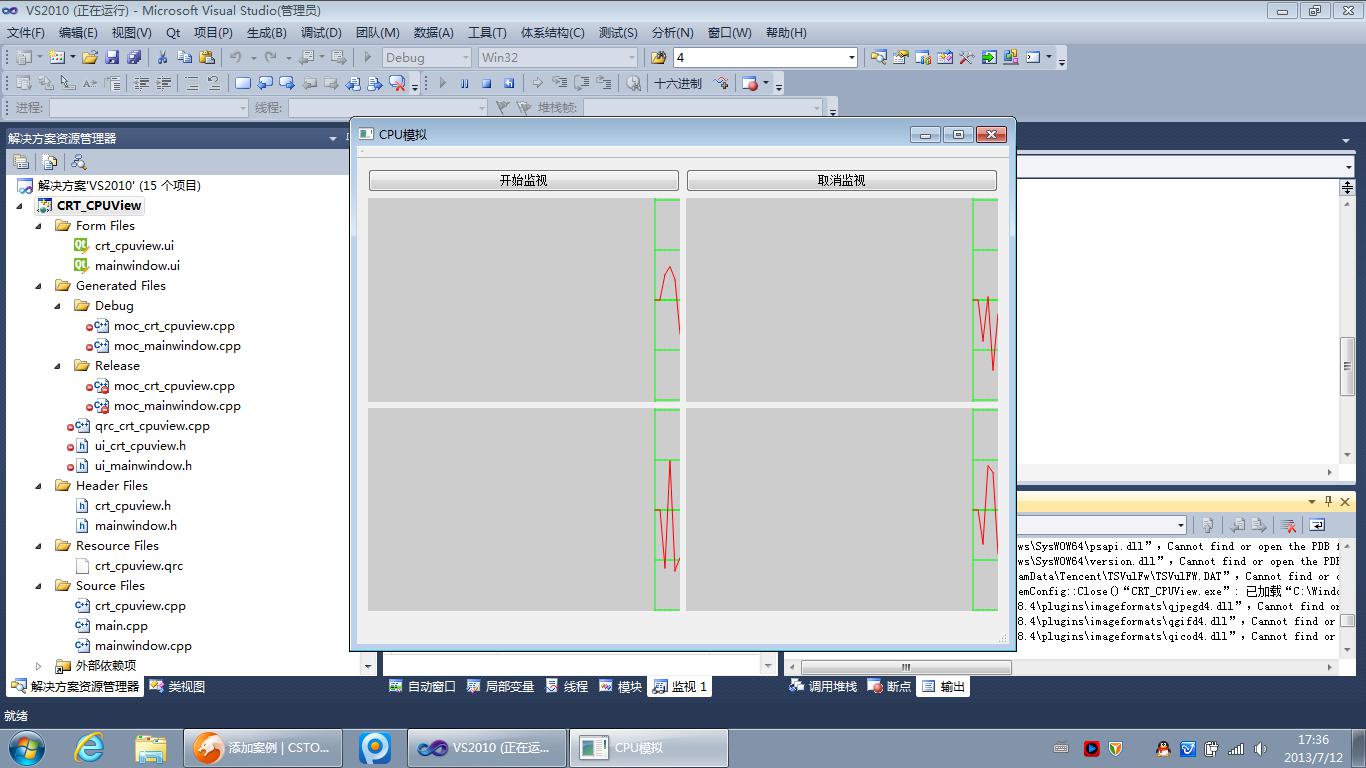 VS2010 (正在运行) - Microsoft Visual Studio(管理员)
文件(F) 编辑(E) 视图(V) Qt 项目(P) 生成(B) 调试(D) 团队(M) 数据(A) 工具(T) 体系结构(C) 测试(S) 分析(N) 窗口(W) 帮助(H)
Debug Win32 4
十六进制
进程: 线程: 堆栈帧:
解决方案资源管理器
解决方案'VS2010' (15 个项目)
CRT_CPUView
Form Files
crt_cpuview.ui
mainwindow.ui
Generated Files
Debug
moc_crt_cpuview.cpp
moc_mainwindow.cpp
Release
moc_crt_cpuview.cpp
moc_mainwindow.cpp
qrc_crt_cpuview.cpp
ui_crt_cpuview.h
ui_mainwindow.h
Header Files
crt_cpuview.h
mainwindow.h
Resource Files
crt_cpuview.qrc
Source Files
crt_cpuview.cpp
main.cpp
mainwindow.cpp
外部依赖项
解决方案资源管理器 类视图
CPU模拟
开始监视 取消监视
ws\SysWOW64\psapi.dll”，Cannot find or open the PDB f
ws\SysWOW64\version.dll”，Cannot find or open the PDB
amData\Tencent\TSVulFw\TSVulFW.DAT”，Cannot find or o
emConfig::Close()“CRT_CPUView.exe”: 已加载“C:\Windo
8.4\plugins\imageformats\qjpegd4.dll”，Cannot find or
8.4\plugins\imageformats\qgifd4.dll”，Cannot find or
8.4\plugins\imageformats\qicod4.dll”，Cannot find or
自动窗口 局部变量 线程 模块 监视 1
调用堆栈 断点 输出
就绪
添加案例 | CSTO... VS2010 (正在运... CPU模拟
17:36
2013/7/12